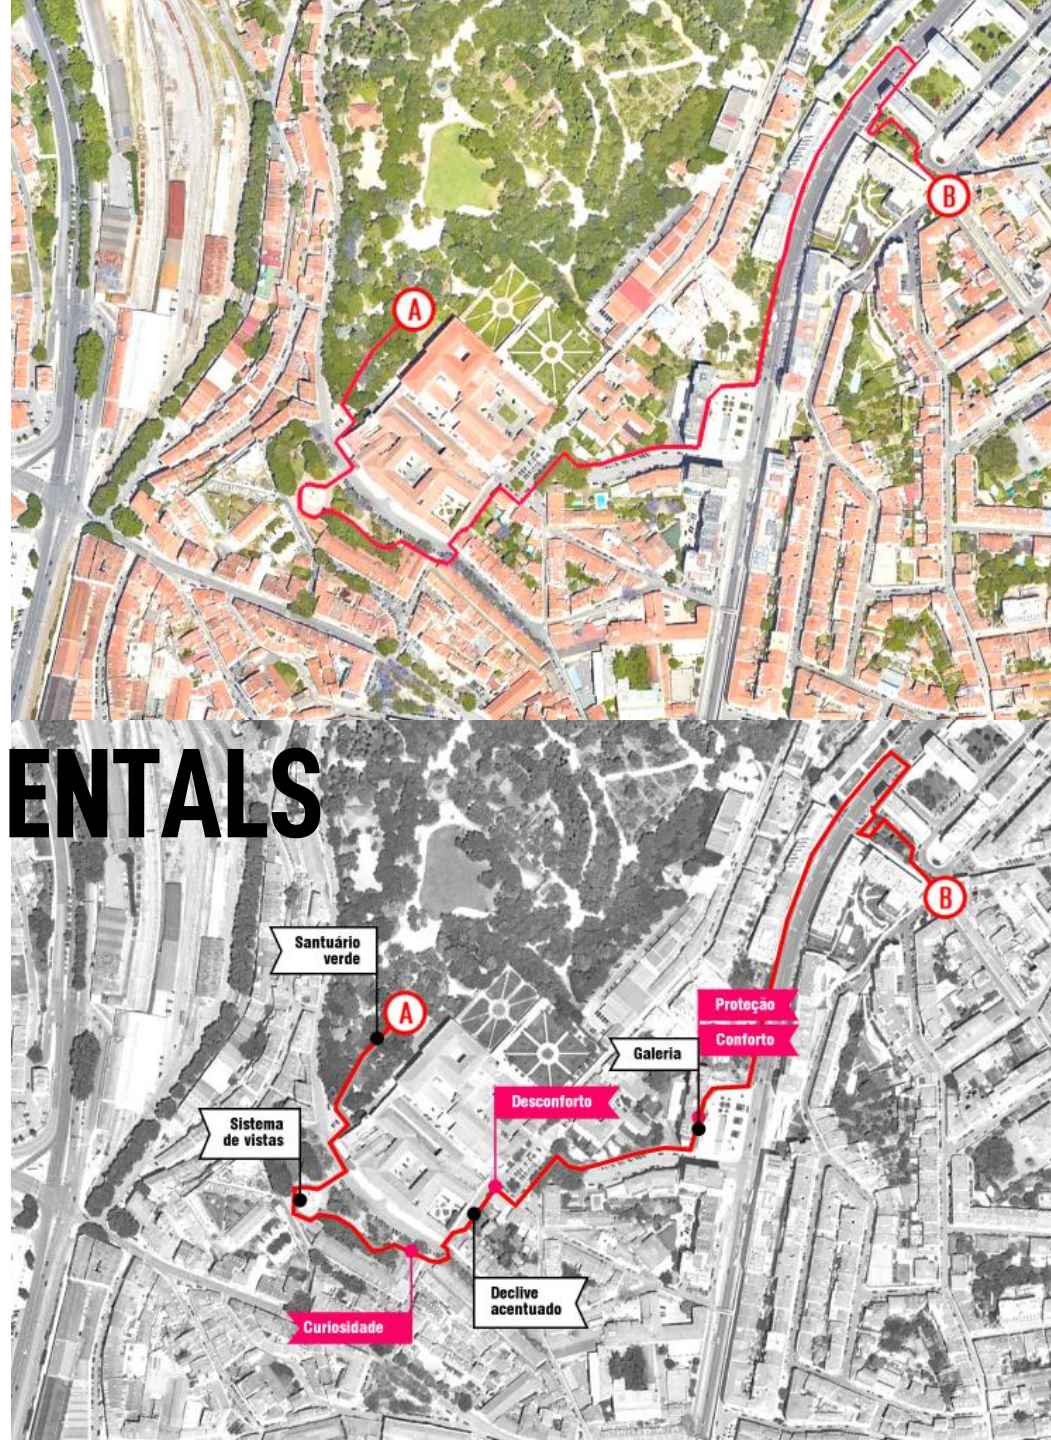 B
A
ENTALS
B
Santuário
verde
A
Proteção
Conforto
Galeria
Desconforto
Sistema
de vistas
Declive
acentuado
Curiosidade